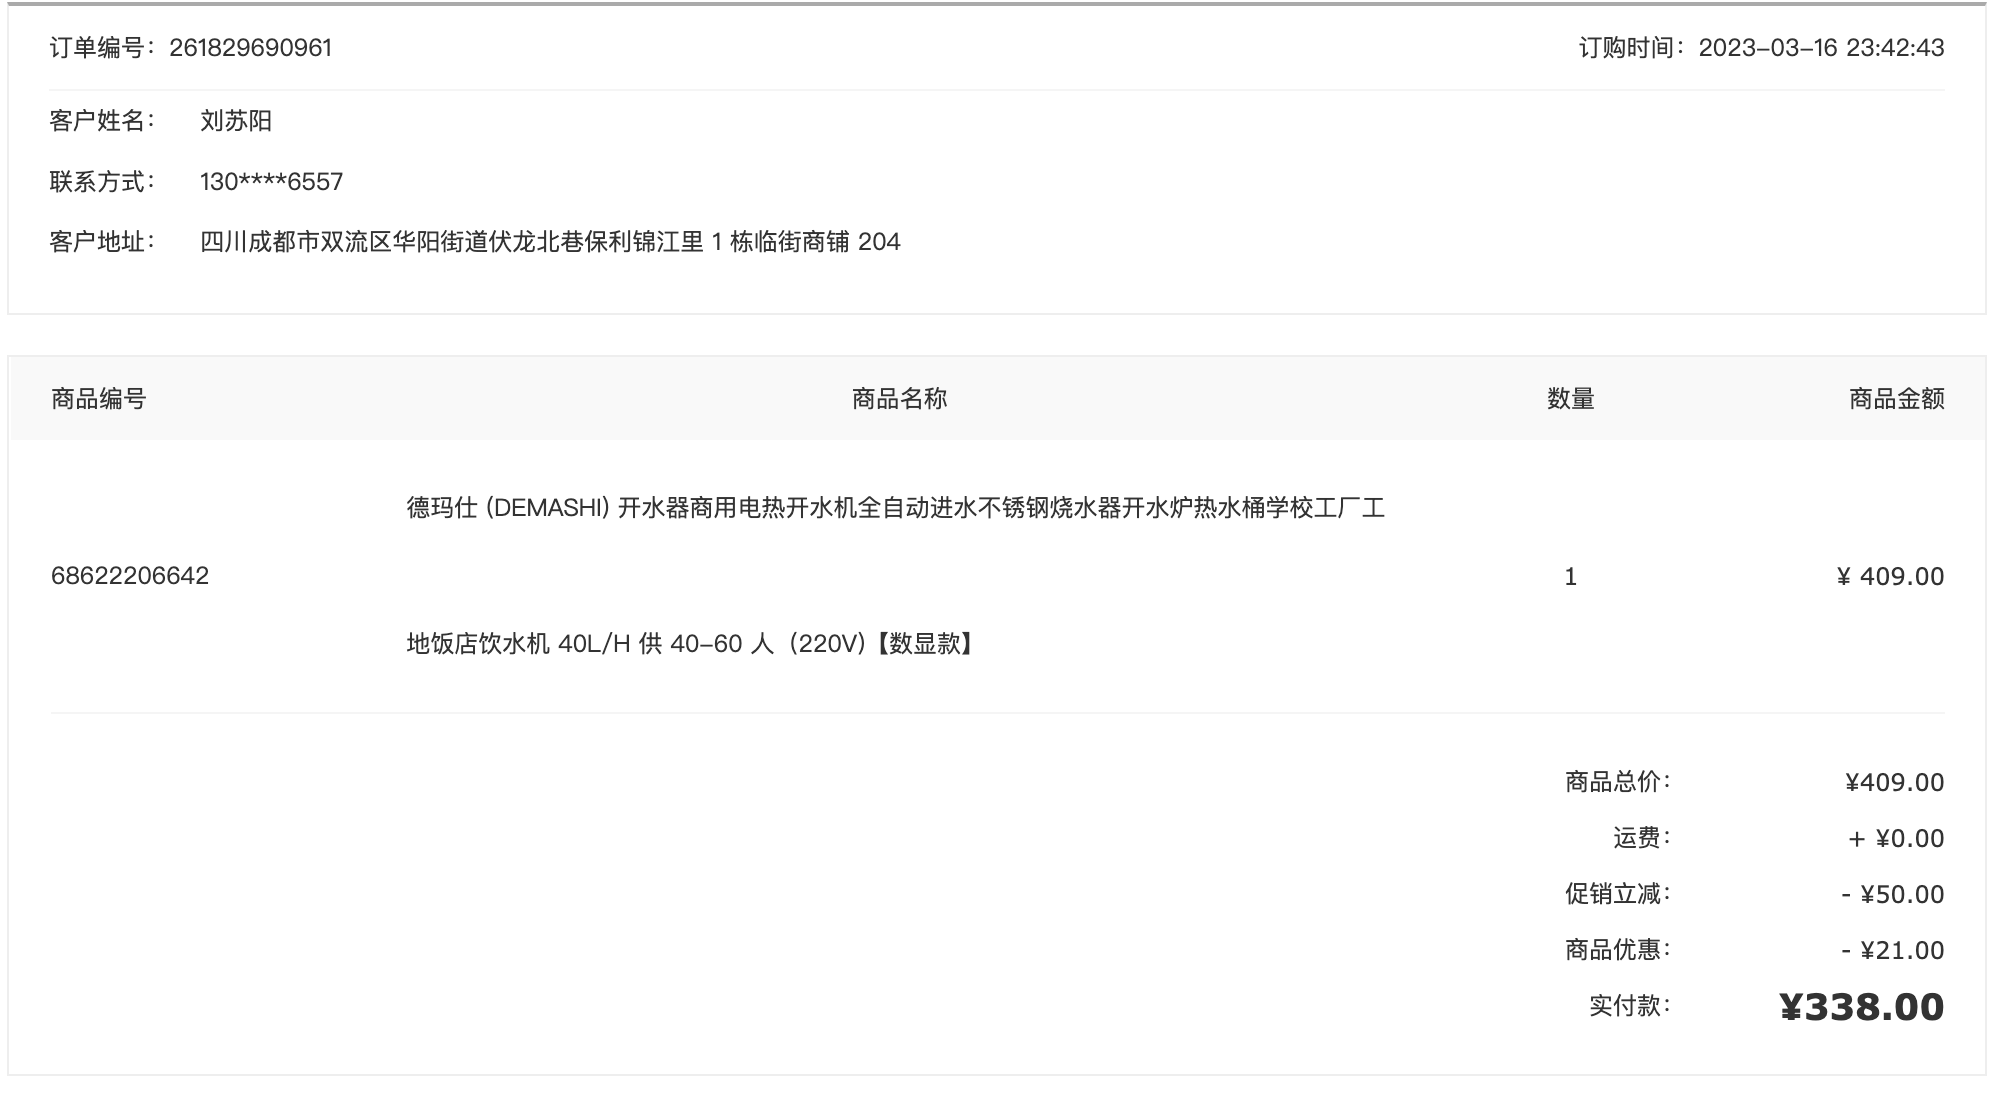 订单编号：261829690961 订购时间：2023-03-16 23:42:43
客户姓名： 刘苏阳
联系方式： 130****6557
客户地址： 四川成都市双流区华阳街道伏龙北巷保利锦江里 1 栋临街商铺 204
商品编号 商品名称 数量 商品金额
德玛仕 (DEMASHI) 开水器商用电热开水机全自动进水不锈钢烧水器开水炉热水桶学校工厂工
68622206642 1 ¥ 409.00
地饭店饮水机 40L/H 供 40-60 人（220V)【数显款】
商品总价： ¥409.00
运费： + ¥0.00
促销立减： - ¥50.00
商品优惠： - ¥21.00
实付款： ¥338.00